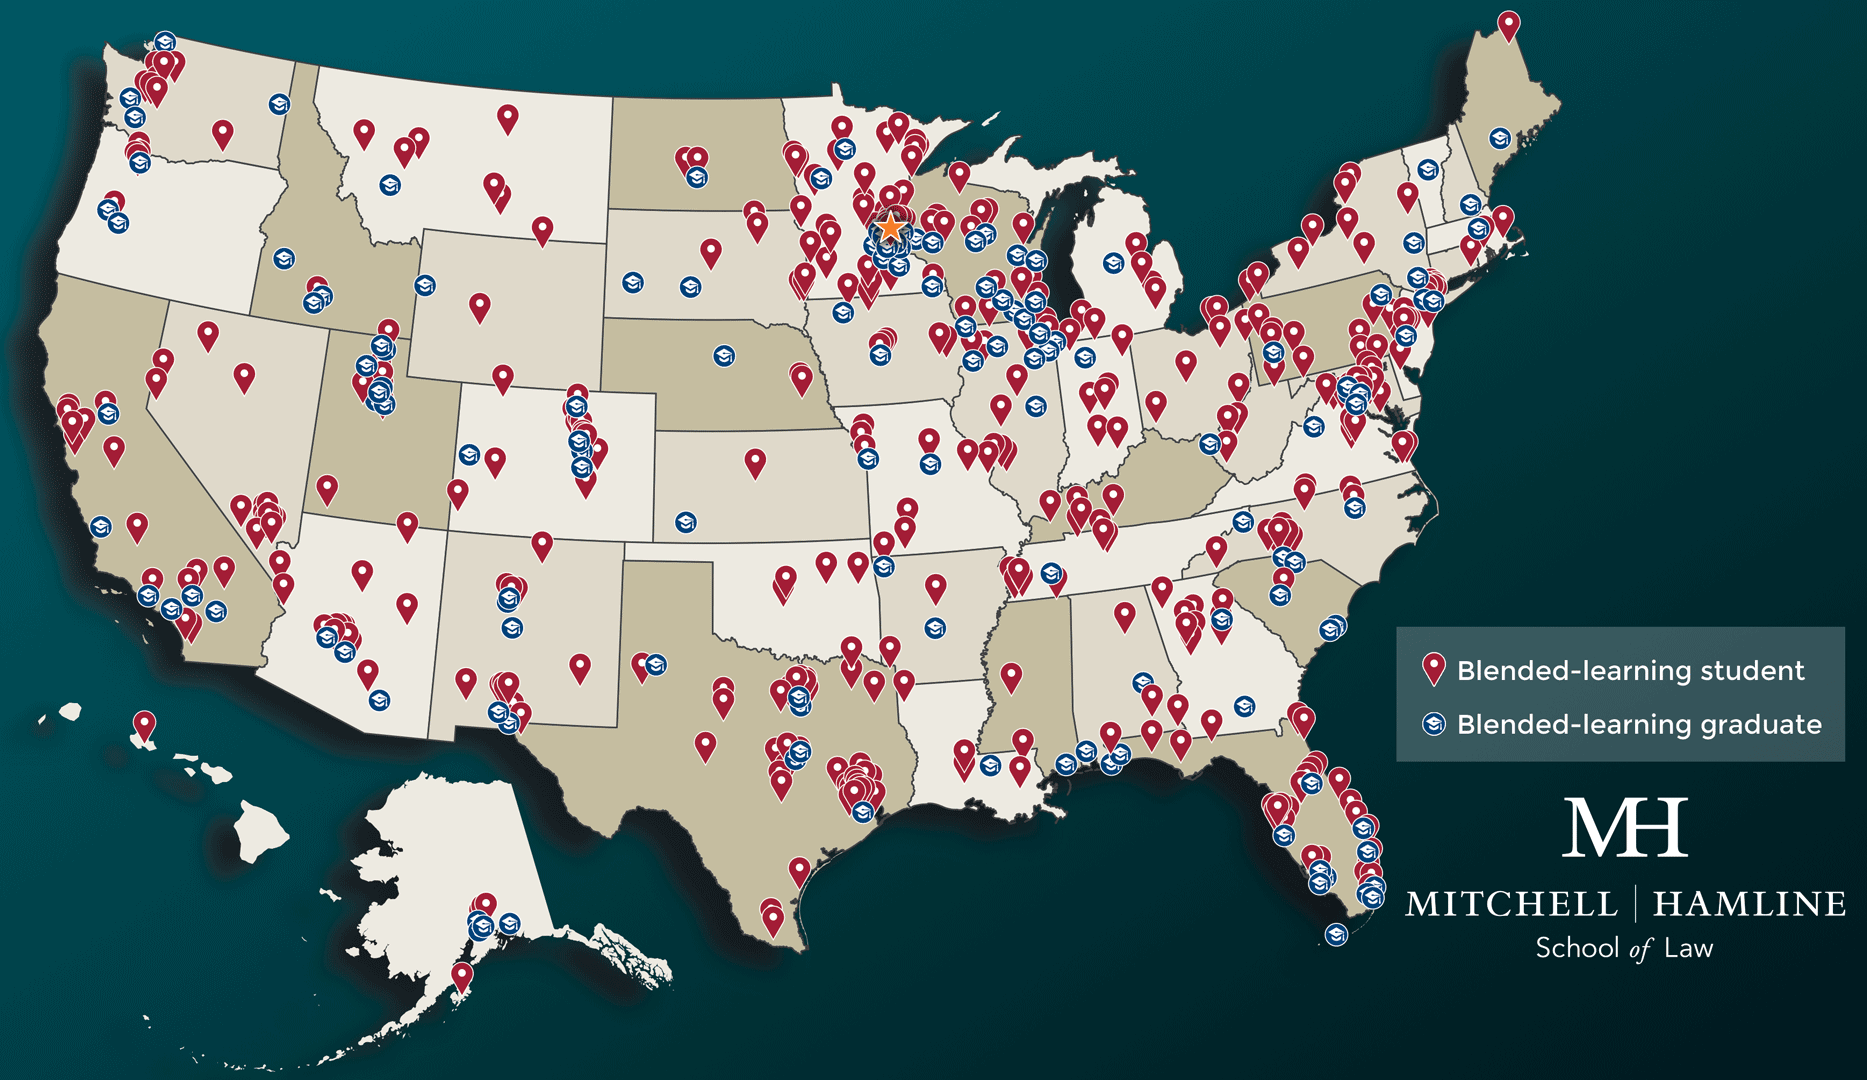 Blended-learning student
Blended-learning graduate
MH
MITCHELL | HAMLINE
School of Law